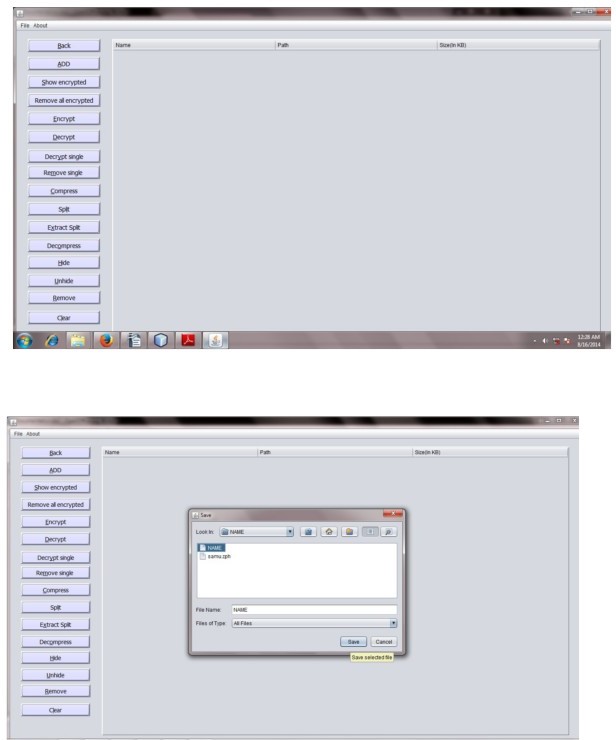 File About
Name Path Size(In KB)
Back
ADD
Show encrypted
Remove all encrypted
Encrypt
Decrypt
Decrypt single
Remove single
Compress
Split
Extract Split
Decompress
Hide
Unhide
Remove
Clear
12:28 AM
8/16/2014
File About
Name Path Size(In KB)
Back
ADD
Show encrypted
Remove all encrypted
Encrypt
Decrypt
Decrypt single
Remove single
Compress
Split
Extract Split
Decompress
Hide
Unhide
Remove
Clear
Save
Look In: NAME
NAME
samu.zph
File Name: NAME
Files of Type: All Files
Save Cancel
Save selected file